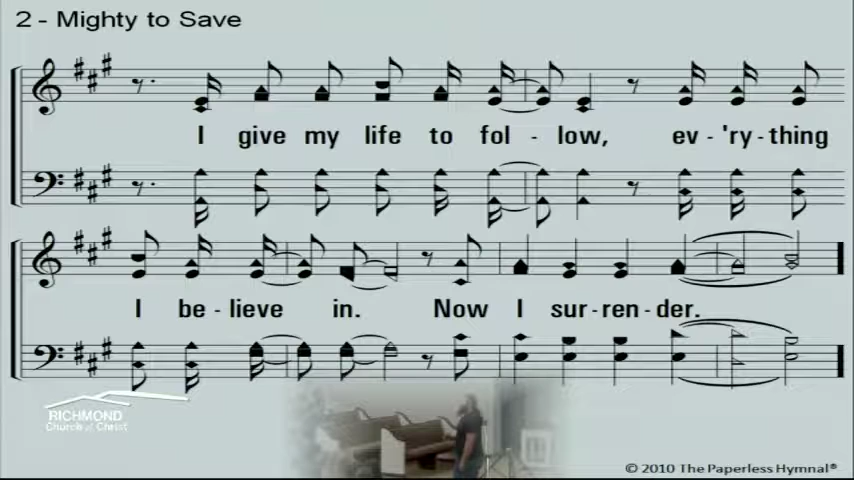 2 - Mighty to Save
I give my life to fol - low, ev - 'ry - thing
I be - lieve in. Now I sur - ren - der.
RICHMOND
Church of Christ
© 2010 The Paperless Hymnal®